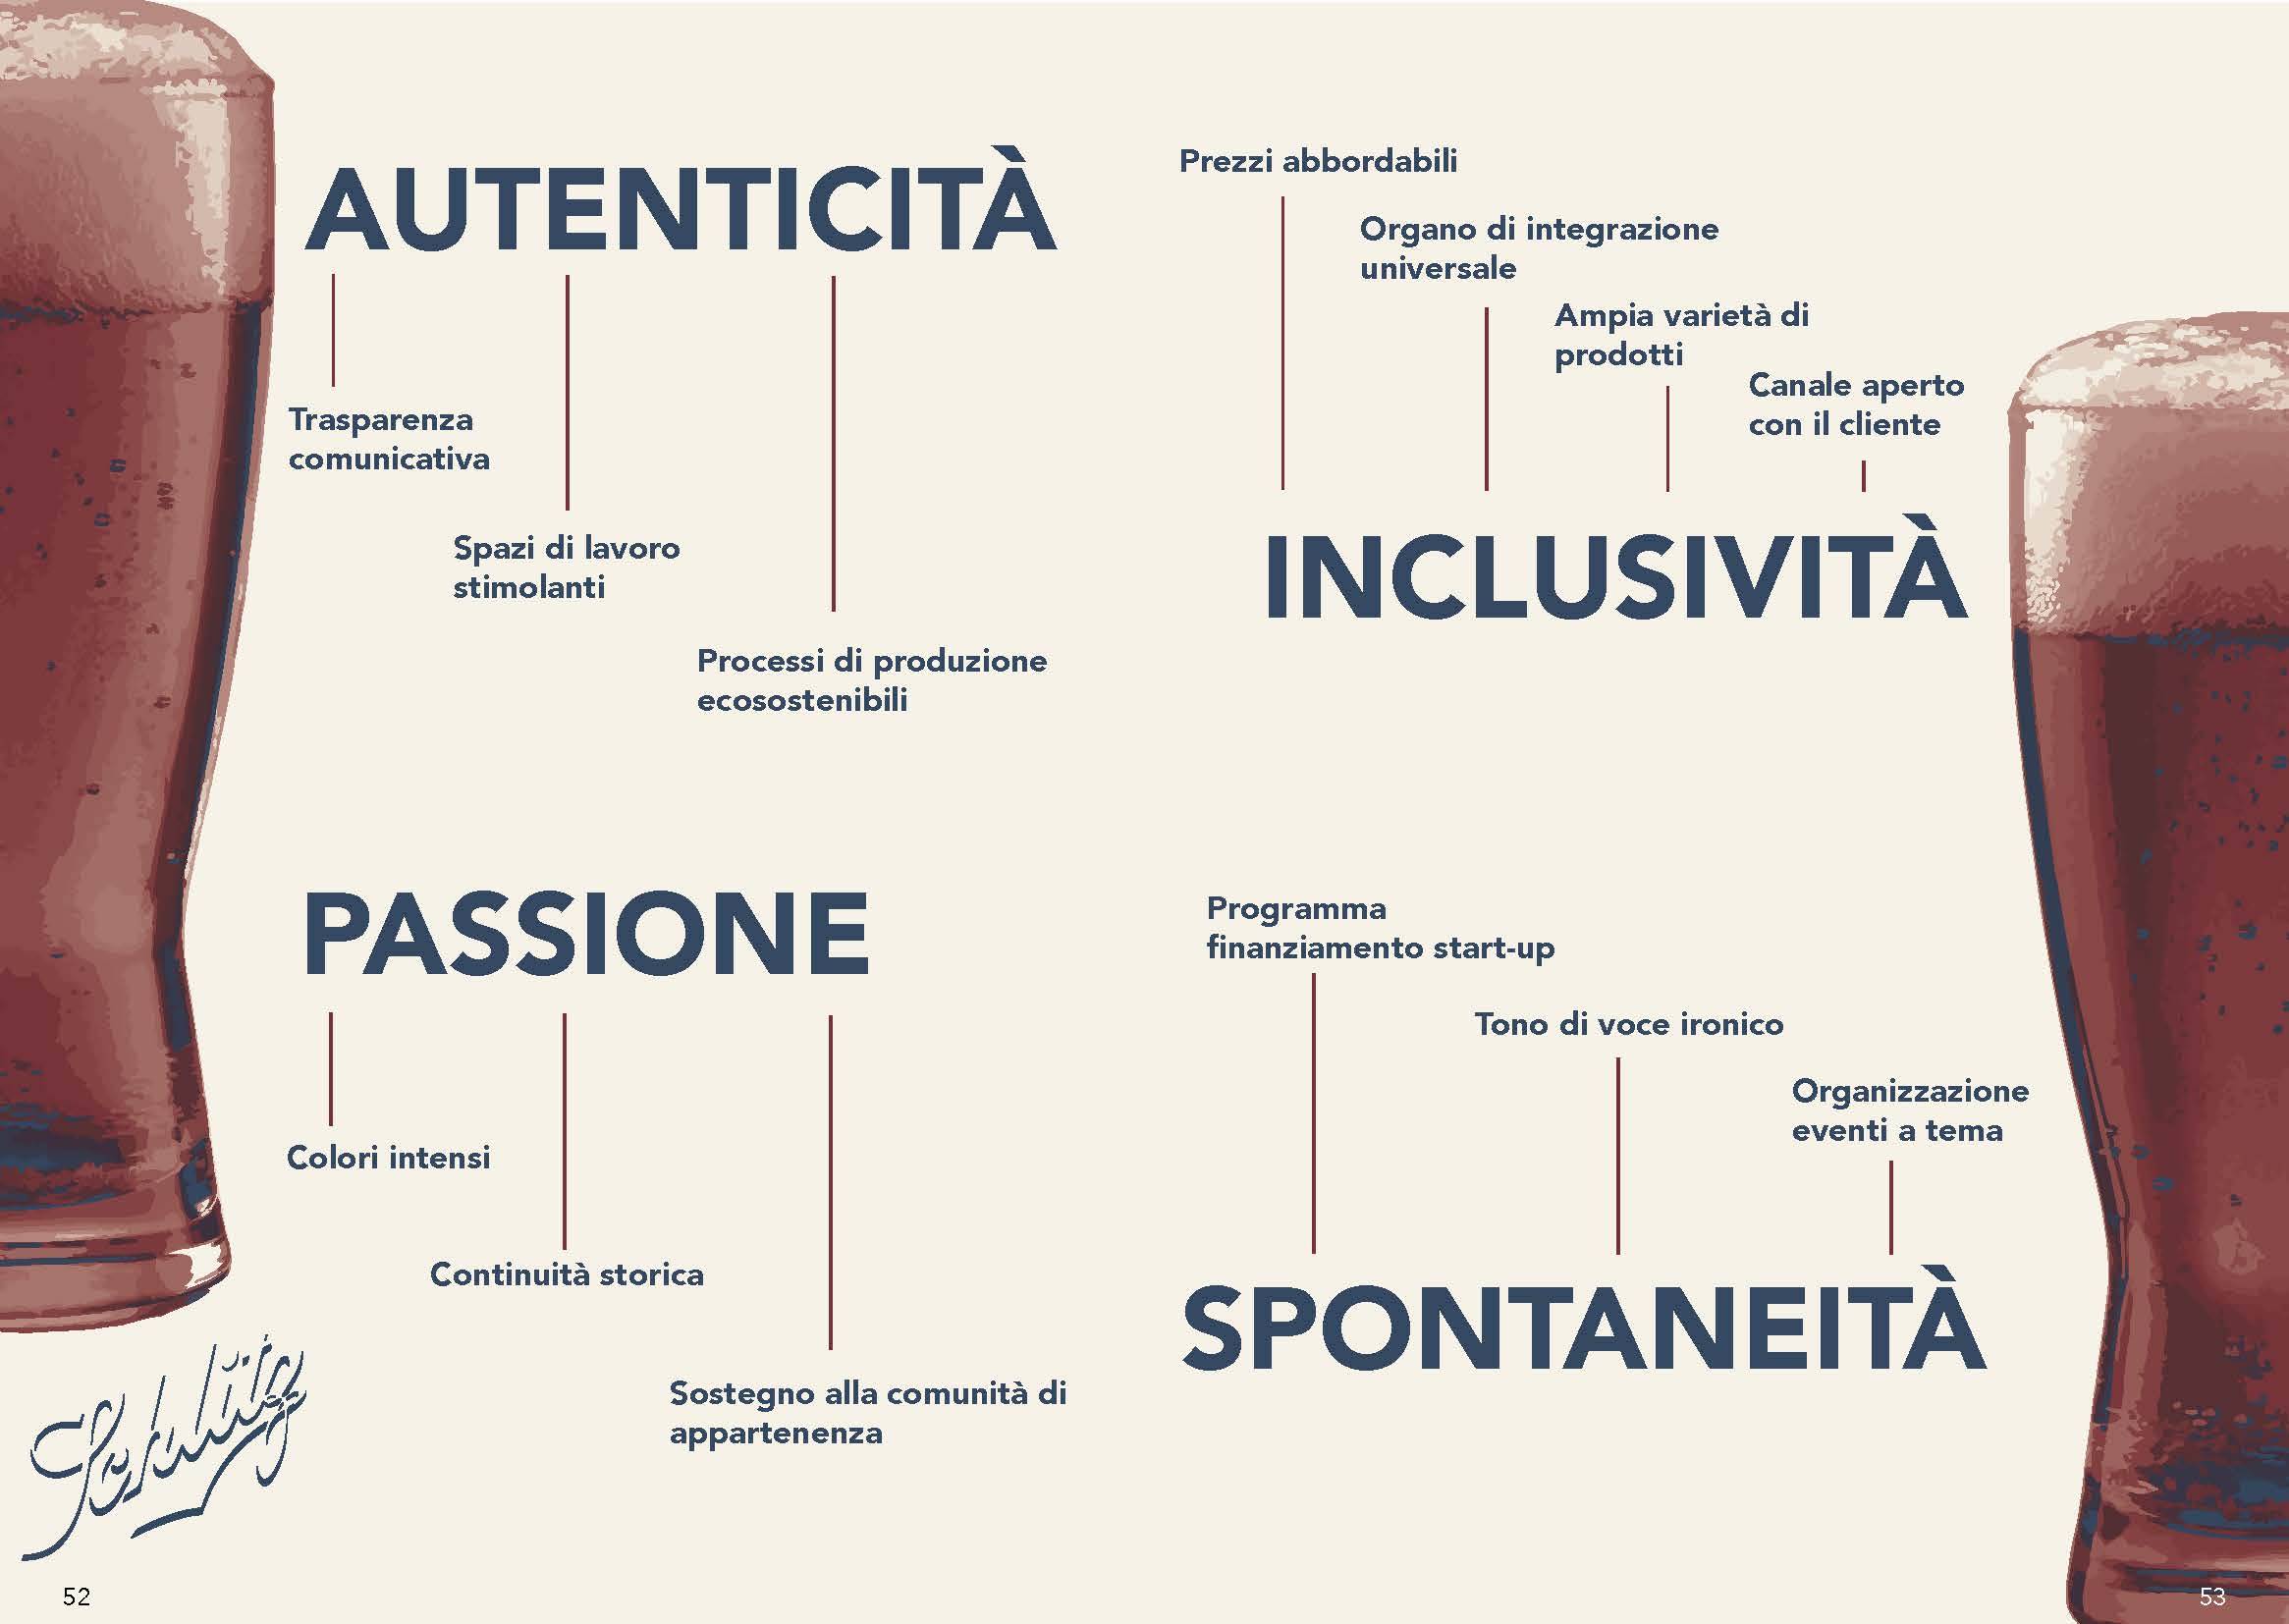 AUTENTICITÀ
Trasparenza
comunicativa
Spazi di lavoro
stimolanti
Processi di produzione
ecosostenibili
PASSIONE
Colori intensi
Continuità storica
Sostegno alla comunità di
appartenenza
52
Prezzi abbordabili
Organo di integrazione
universale
Ampia varietà di
prodotti
Canale aperto
con il cliente
INCLUSIVITÀ
Programma
finanziamento start-up
Tono di voce ironico
Organizzazione
eventi a tema
SPONTANEITÀ
53